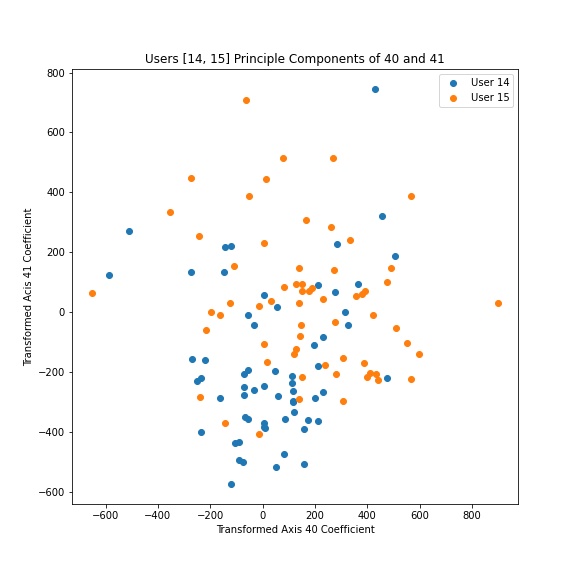 Users [14, 15] Principle Components of 40 and 41
User 14
User 15
800
600
400
200
0
−200
−400
−600
Transformed Acis 41 Coefficient
−600 −400 −200 0 200 400 600 800
Transformed Axis 40 Coefficient